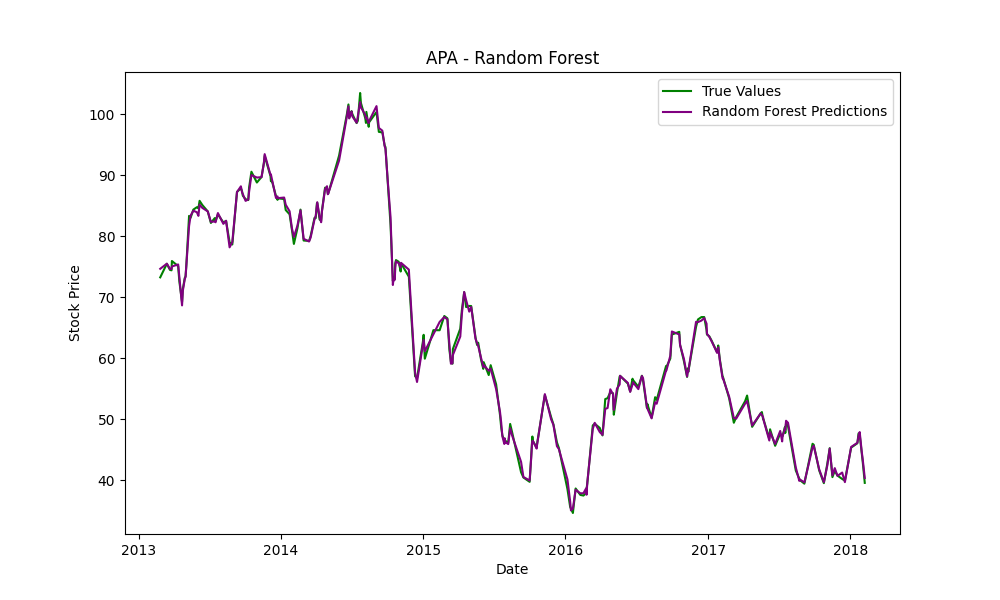 APA - Random Forest
True Values
Random Forest Predictions
Stock Price
100
90
80
70
60
50
40
2013
2014
2015
2016
2017
2018
Date